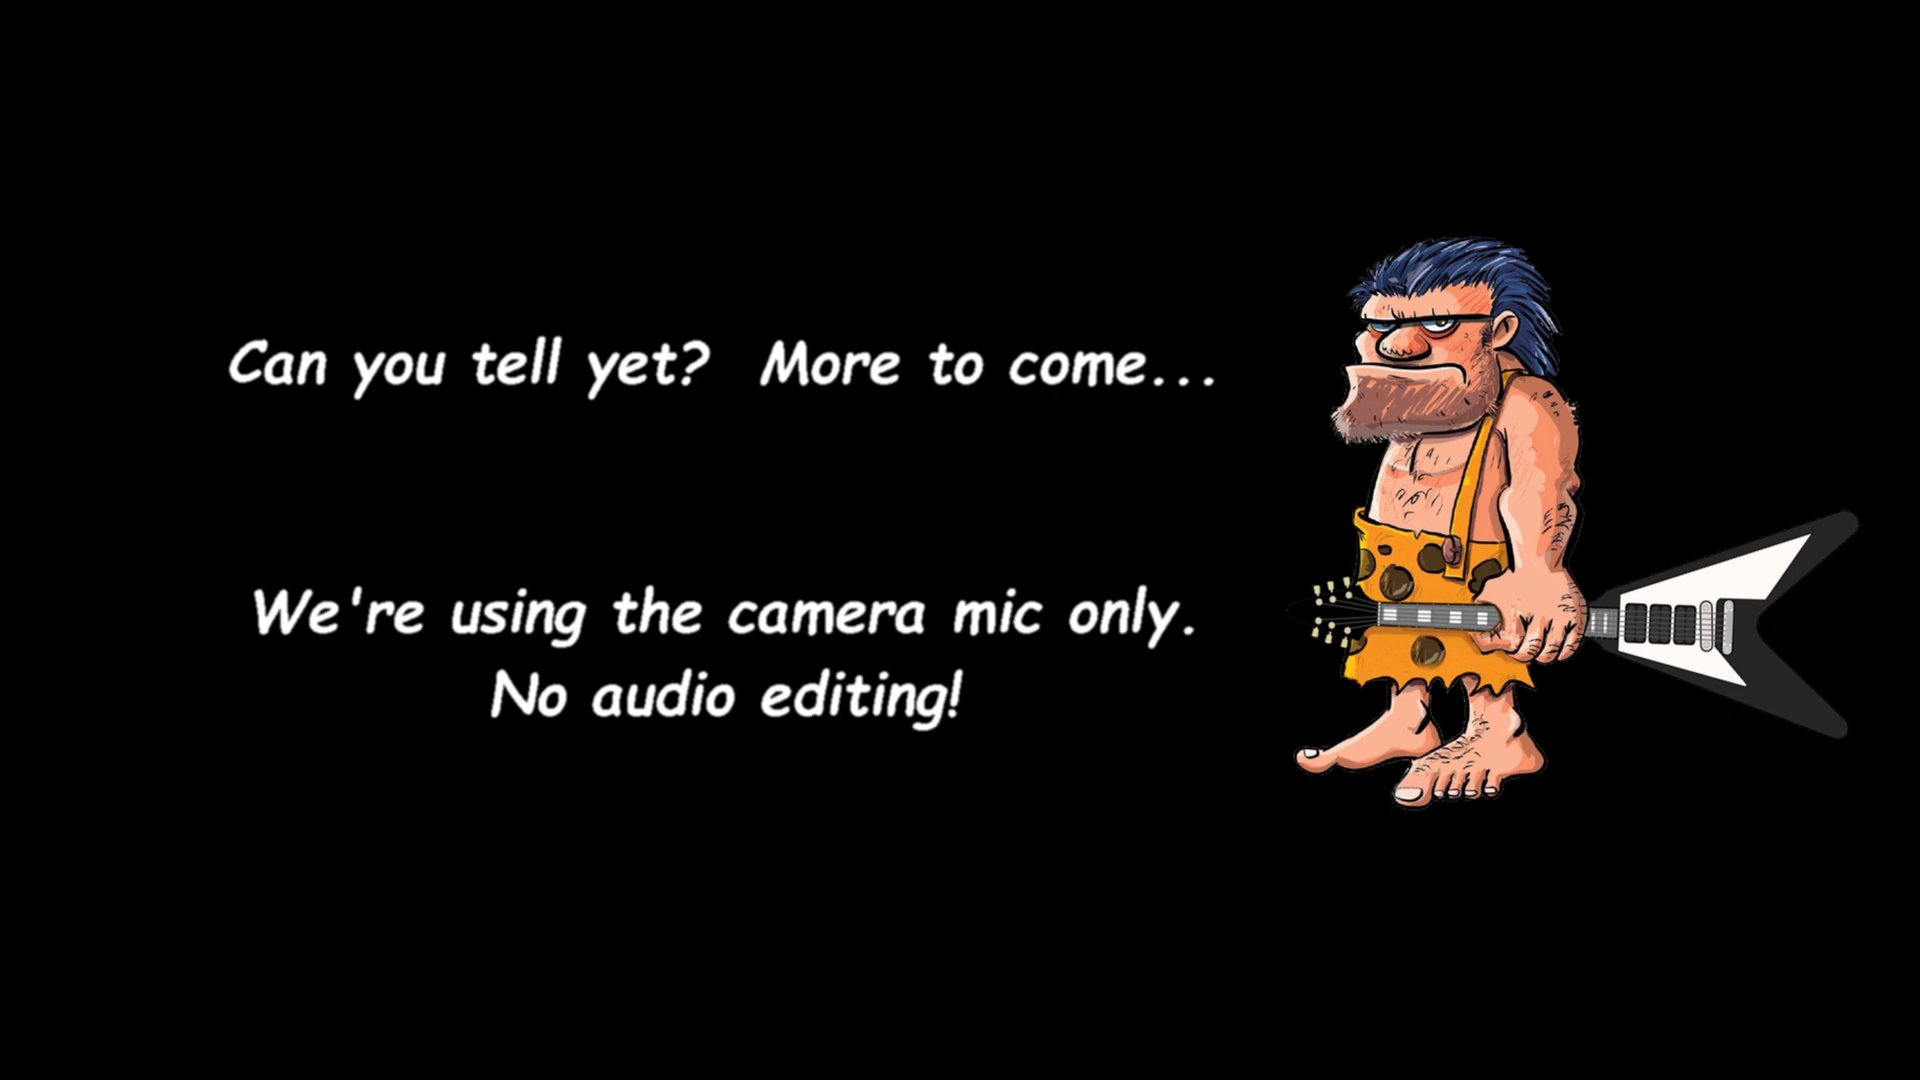 Can you tell yet?  More to come...
We're using the camera mic only.
No audio editing!